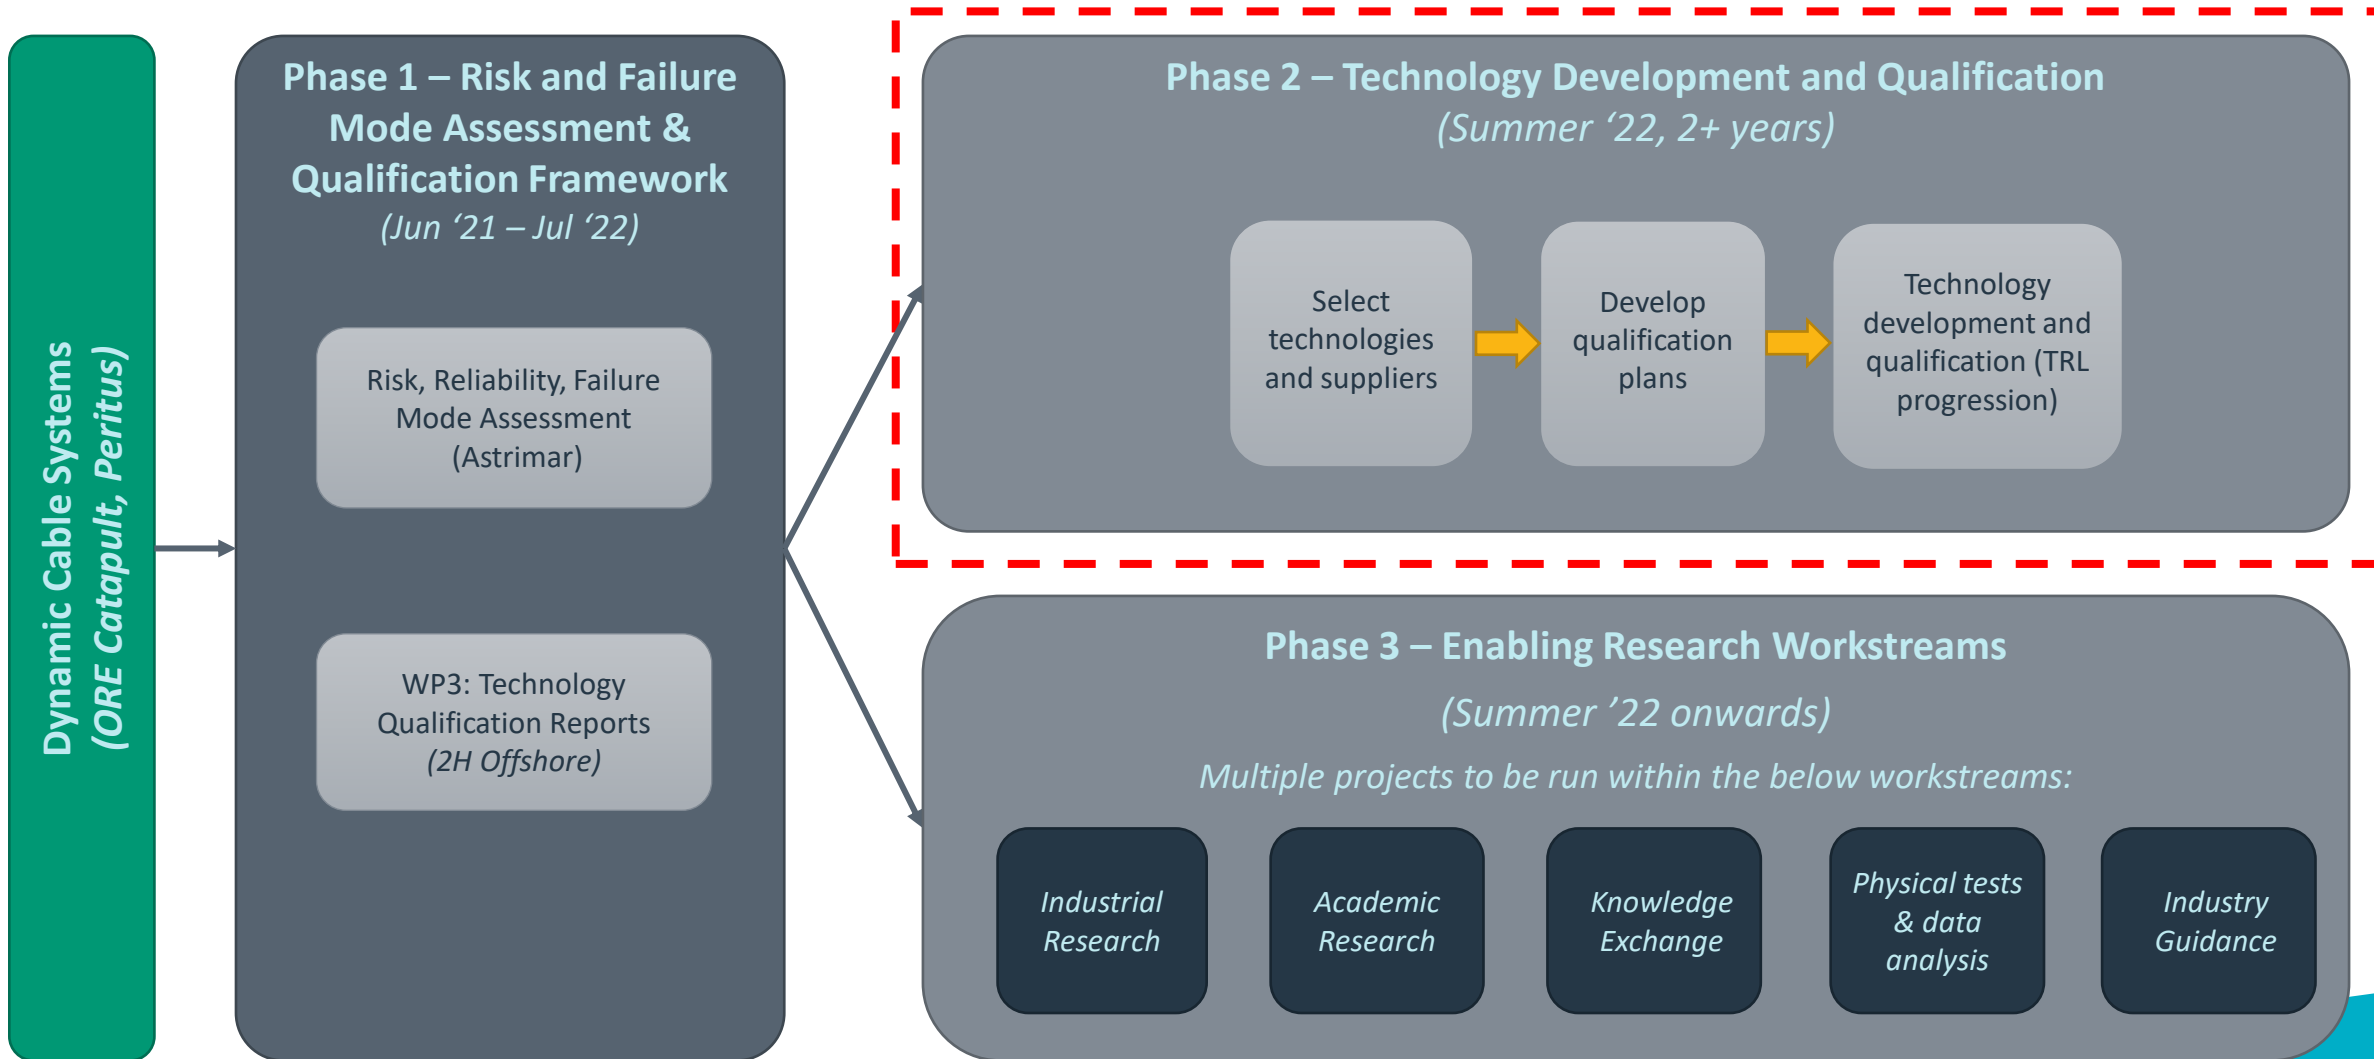 Dynamic Cable Systems
(ORE Catapult, Peritus)
Phase 1 – Risk and Failure
Mode Assessment &
Qualification Framework
(Jun ‘21 – Jul ‘22)
Risk, Reliability, Failure
Mode Assessment
(Astrimar)
WP3: Technology
Qualification Reports
(2H Offshore)
Phase 2 – Technology Development and Qualification
(Summer ‘22, 2+ years)
Select
technologies
and suppliers
Develop
qualification
plans
Technology
development and
qualification (TRL
progression)
Phase 3 – Enabling Research Workstreams
(Summer ’22 onwards)
Multiple projects to be run within the below workstreams:
Industrial
Research
Academic
Research
Knowledge
Exchange
Physical tests
& data
analysis
Industry
Guidance